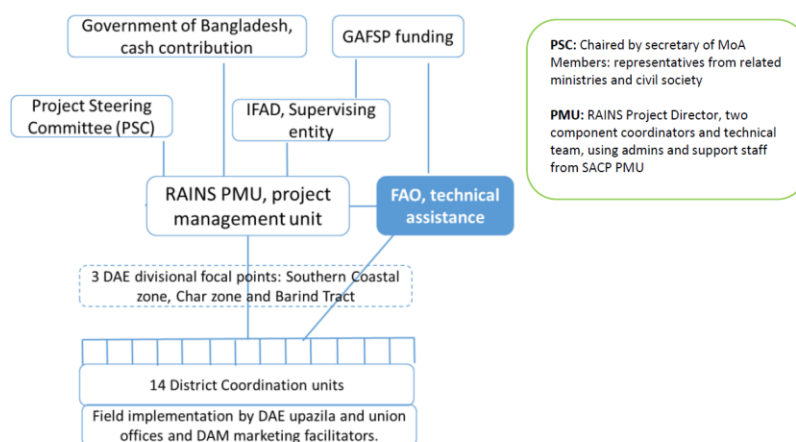 Government of Bangladesh,
cash contribution
GAFSP funding
Project Steering
Committee (PSC)
IFAD, Supervising
entity
RAINS PMU, project
management unit
FAO, technical
assistance
3 DAE divisional focal points: Southern Coastal
zone, Char zone and Barind Tract
14 District Coordination units
Field implementation by DAE upazila and union
offices and DAM marketing facilitators.
PSC: Chaired by secretary of MoA
Members: representatives from related
ministries and civil society
PMU: RAINS Project Director, two
component coordinators and technical
team, using admins and support staff
from SACP PMU